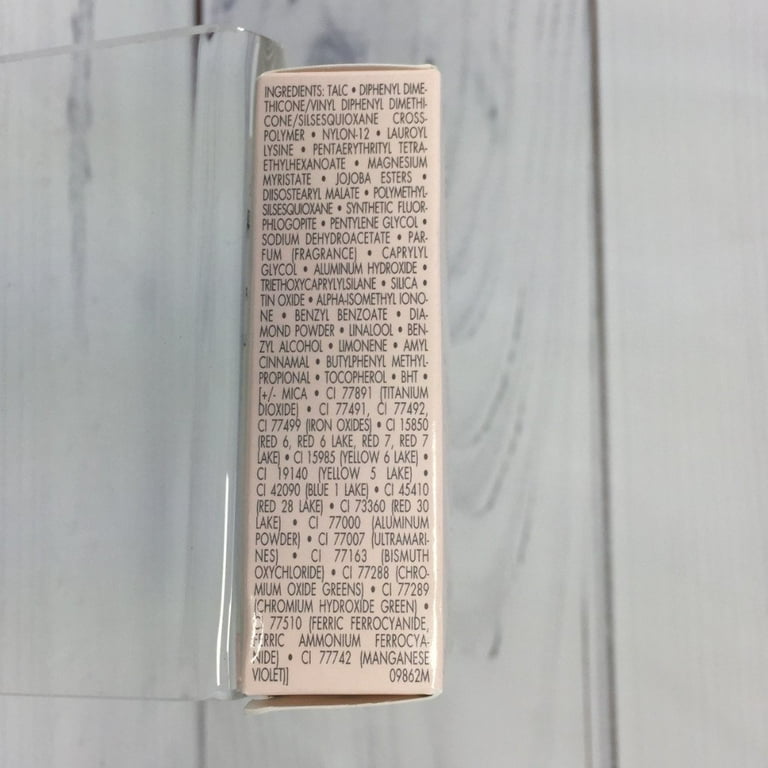 INGREDIENTS: TALC • DIPHENYL DIME-
THICONE/VINYL DIPHENYL DIMETHI-
CONE/SILSESQUIOXANE CROSS-
POLYMER • NYLON-12 • LAUROYL
LYSINE • PENTAERYTHRITYL TETRA-
ETHYLHEXANOATE • MAGNESIUM
MYRISTATE • JOJOBA ESTERS •
DIISOSTEARYL MALATE • POLYMETHYL-
SILSESQUIOXANE • SYNTHETIC FLUOR-
PHLOGOPITE • PENTYLENE GLYCOL •
SODIUM DEHYDROACETATE • PAR-
FUM (FRAGRANCE) • CAPRYLYL
GLYCOL • ALUMINUM HYDROXIDE •
TRIETHOXYCAPRYLYLSILANE • SILICA •
TIN OXIDE • ALPHA-ISOMETHYL IONO-
NE • BENZYL BENZOATE • DIA-
MOND POWDER • LINALOOL • BEN-
ZYL ALCOHOL • LIMONENE • AMYL
CINNAMAL • BUTYLPHENYL METHYL-
PROPIONAL • TOCOPHEROL • BHT •
[+/- MICA • CI 77891 (TITANIUM
DIOXIDE) • CI 77491, CI 77492,
CI 77499 (IRON OXIDES) • CI 15850
(RED 6, RED 6 LAKE, RED 7, RED 7
LAKE) • CI 15985 (YELLOW 6 LAKE) •
CI 19140 (YELLOW 5 LAKE) •
CI 42090 (BLUE 1 LAKE) • CI 45410
(RED 28 LAKE) • CI 73360 (RED 30
LAKE) • CI 77000 (ALUMINUM
POWDER) • CI 77007 (ULTRAMARI-
NES) • CI 77163 (BISMUTH
OXYCHLORIDE) • CI 77288 (CHRO-
MIUM OXIDE GREENS) • CI 77289
(CHROMIUM HYDROXIDE GREEN) •
CI 77510 (FERRIC FERROCYANIDE,
FERRIC AMMONIUM FERROCYA-
NIDE) • CI 77742 (MANGANESE
VIOLET)] 09862M